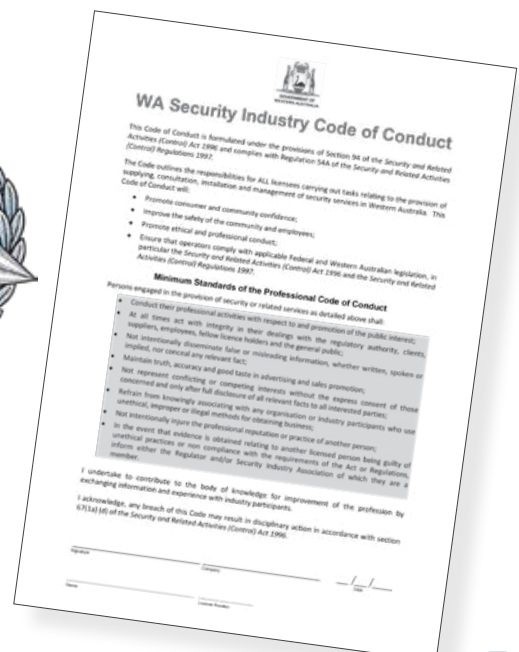 GOVERNMENT OF
WESTERN AUSTRALIA
WA Security Industry Code of Conduct
This Code of Conduct is formulated under the provisions of Section 94 of the Security and Related
Activities (Control) Act 1996 and complies with Regulation 54A of the Security and Related Activities
(Control) Regulations 1997.
The Code outlines the responsibilities for ALL licensees carrying out tasks relating to the provision of
supplying, consultation, installation and management of security services in Western Australia. This
Code of Conduct will:
• Promote consumer and community confidence;
• Improve the safety of the community and employees;
• Promote ethical and professional conduct;
• Ensure that operators comply with applicable Federal and Western Australian legislation, in
particular the Security and Related Activities (Control) Act 1996 and the Security and Related
Activities (Control) Regulations 1997.
Minimum Standards of the Professional Code of Conduct
Persons engaged in the provision of security or related services as detailed above shall:
• Conduct their professional activities with respect to and promotion of the public interest;
• At all times act with integrity in their dealings with the regulatory authority, clients,
suppliers, employees, fellow licence holders and the general public;
• Not intentionally disseminate false or misleading information, whether written, spoken or
implied, nor conceal any relevant fact;
• Maintain truth, accuracy and good taste in advertising and sales promotion;
• Not represent conflicting or competing interests without the express consent of those
concerned and only after full disclosure of all relevant facts to all interested parties;
• Refrain from knowingly associating with any organisation or industry participants who use
unethical, improper or illegal methods for obtaining business;
• Not intentionally injure the professional reputation or practice of another person;
• In the event that evidence is obtained relating to another licensed person being guilty of
unethical practices or non compliance with the requirements of the Act or Regulations,
inform either the Regulator and/or Security Industry Association of which they are a
member.
I undertake to contribute to the body of knowledge for improvement of the profession by
exchanging information and experience with industry participants.
I acknowledge, any breach of this Code may result in disciplinary action in accordance with section
67(1a) (d) of the Security and Related Activities (Control) Act 1996.
__/__/__
Signature Company Date
Name Licence Number